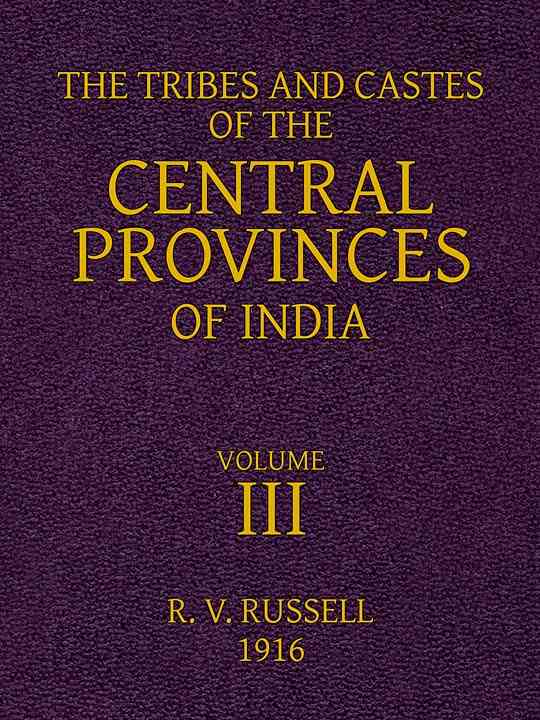 THE TRIBES AND CASTES
OF THE
CENTRAL
PROVINCES
OF INDIA
VOLUME
III
R. V. RUSSELL
1916